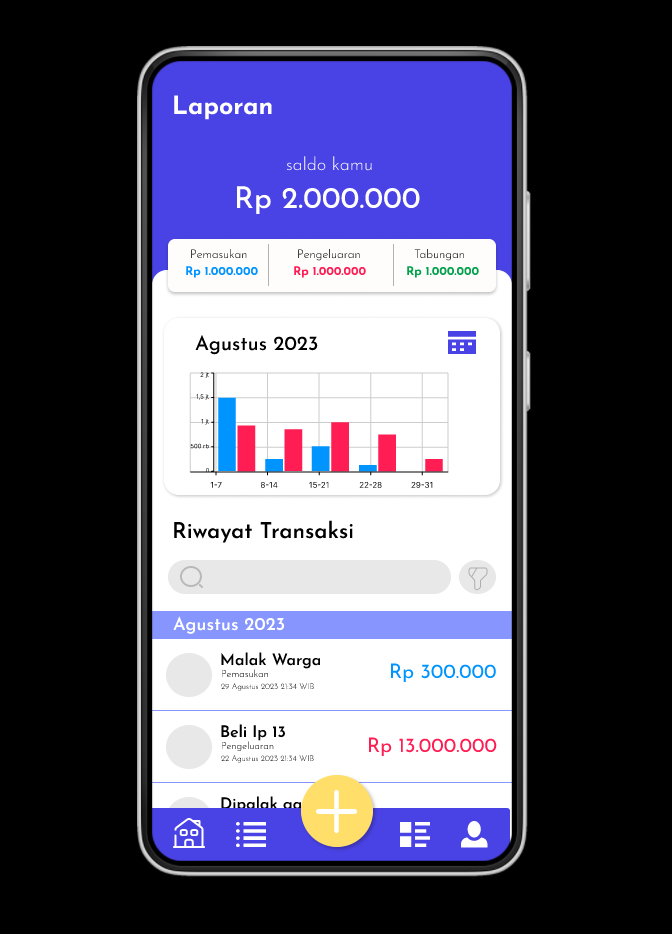 Laporan
saldo kamu
Rp 2.000.000
Pemasukan Pengeluaran Tabungan
Rp 1.000.000 Rp 1.000.000 Rp 1.000.000
Agustus 2023
2 jt
1,5 jt
1 jt
500 rb
0
1-7 8-14 15-21 22-28 29-31
Riwayat Transaksi
Agustus 2023
Malak Warga
Pemasukan
29 Agustus 2023 21:34 WIB
Rp 300.000
Beli Ip 13
Pengeluaran
22 Agustus 2023 21:34 WIB
Rp 13.000.000
Dipalak